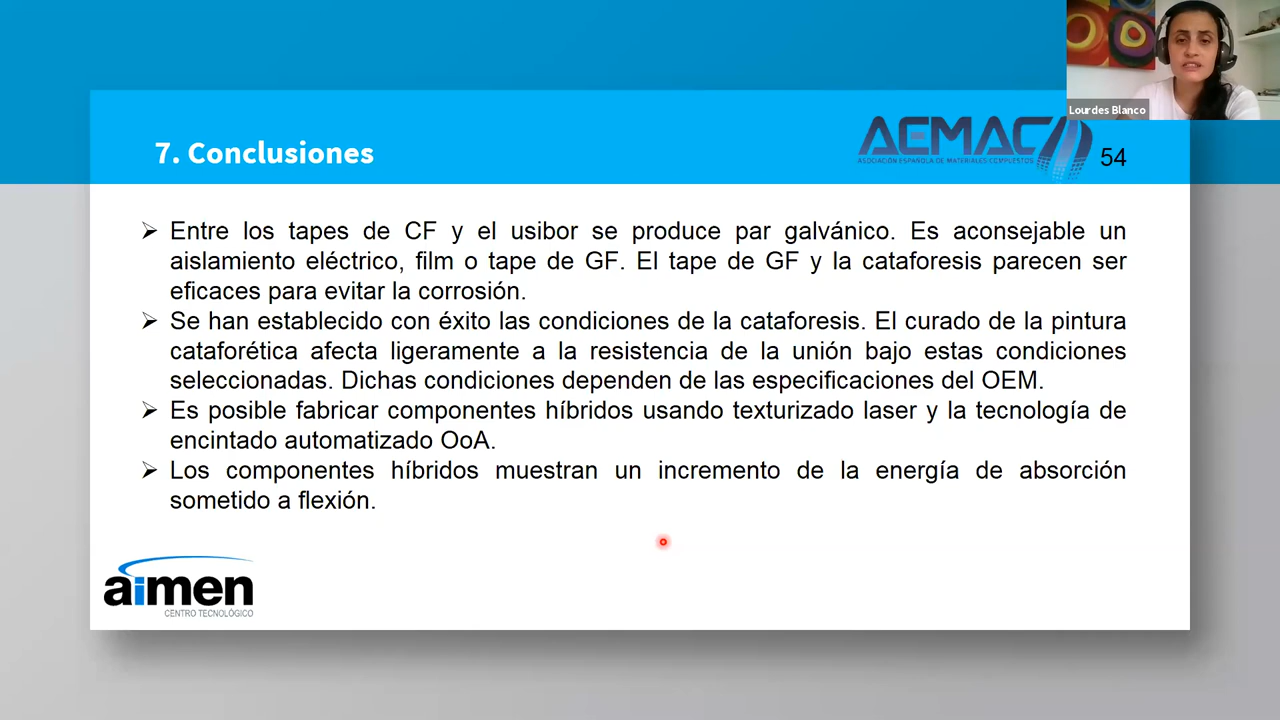 Lourdes Blanco
7. Conclusiones
AEMAC
ASOCIACIÓN ESPAÑOLA DE MATERIALES COMPUESTOS
54
➢ Entre los tapes de CF y el usibor se produce par galvánico. Es aconsejable un
aislamiento eléctrico, film o tape de GF. El tape de GF y la cataforesis parecen ser
eficaces para evitar la corrosión.
➢ Se han establecido con éxito las condiciones de la cataforesis. El curado de la pintura
cataforética afecta ligeramente a la resistencia de la unión bajo estas condiciones
seleccionadas. Dichas condiciones dependen de las especificaciones del OEM.
➢ Es posible fabricar componentes híbridos usando texturizado laser y la tecnología de
encintado automatizado OoA.
➢ Los componentes híbridos muestran un incremento de la energía de absorción
sometido a flexión.
aimen
CENTRO TECNOLÓGICO